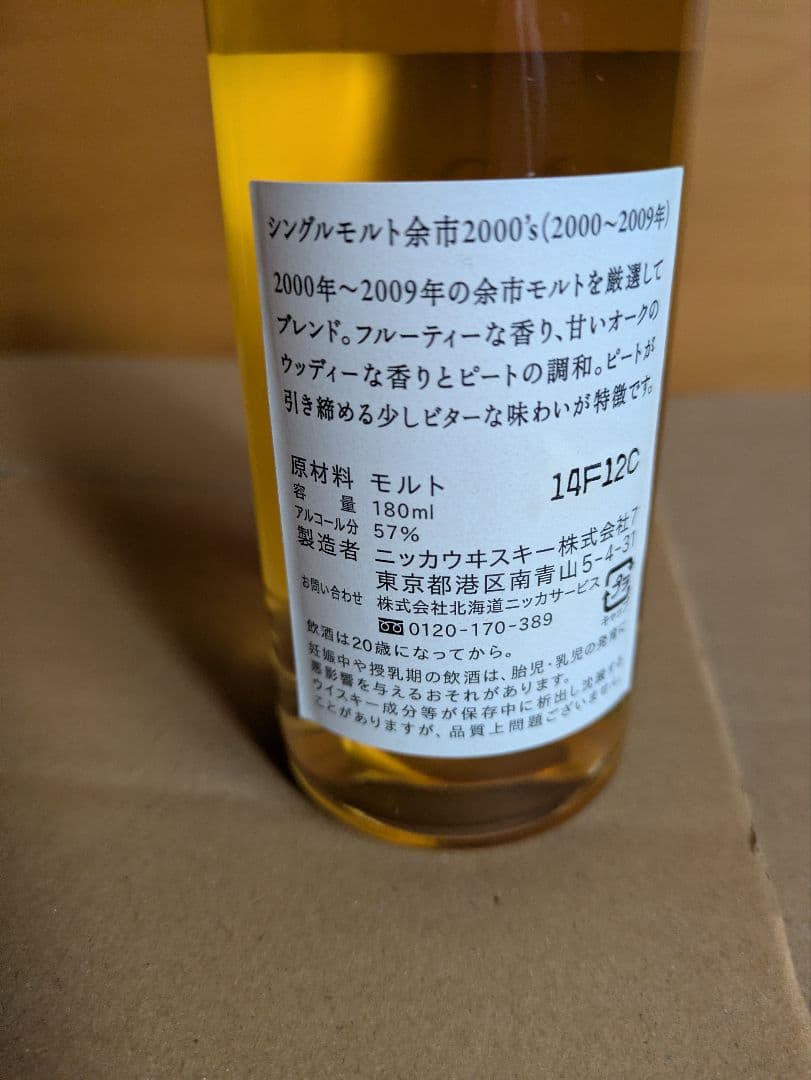 シングルモルト余市2000's(2000〜2009年)
2000年〜2009年の余市モルトを厳選して
ブレンド。フルーティーな香り、甘いオークの
ウッディーな香りとピートの調和。ピートが
引き締める少しビターな味わいが特徴です。
原材料 モルト
14F12C
容量 180ml
アルコール分 57%
製造者 ニッカウヰスキー株式会社
東京都港区南青山5-4-31
お問い合わせ 株式会社北海道ニッカサービス
0120-170-389
飲酒は20歳になってから。
妊娠中や授乳期の飲酒は、胎児・乳児の発育に
悪影響を与えるおそれがあります。
ウイスキー成分等が保存中に析出し沈澱する
ことがありますが、品質上問題ございません。